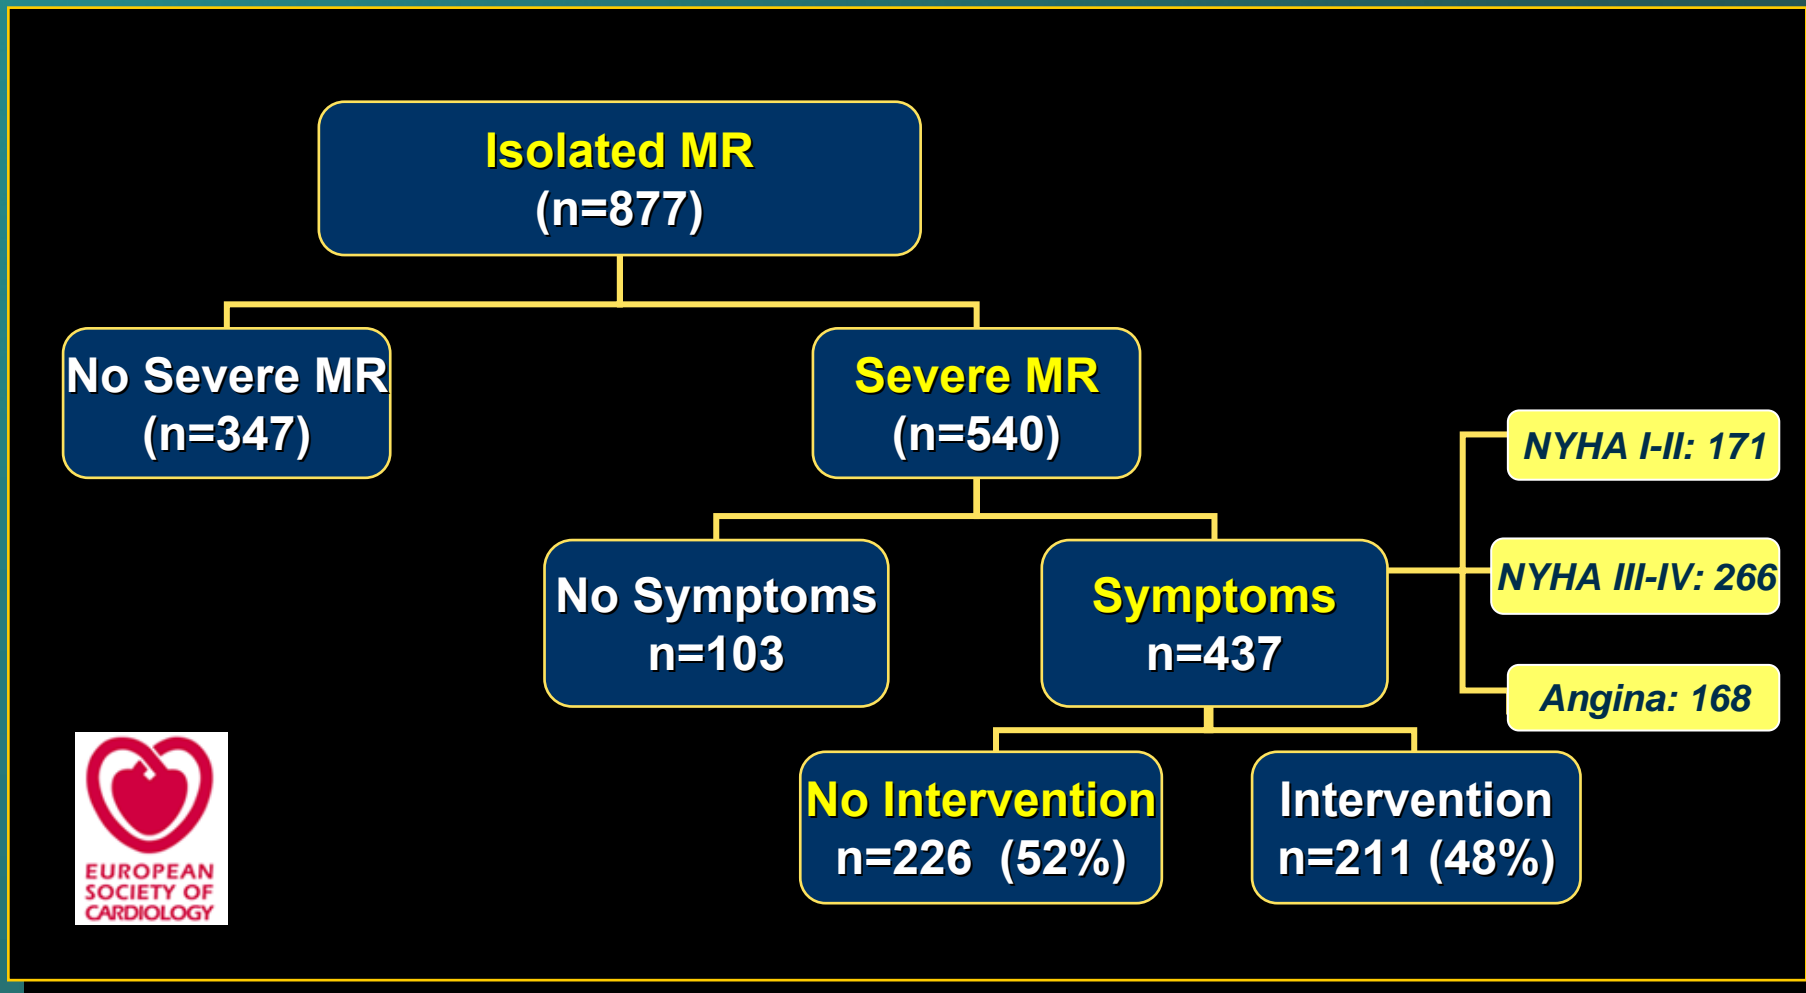 Isolated MR
(n=877)
No Severe MR
(n=347)
Severe MR
(n=540)
NYHA I-II: 171
NYHA III-IV: 266
Angina: 168
No Symptoms
n=103
Symptoms
n=437
No Intervention
n=226 (52%)
Intervention
n=211 (48%)
EUROPEAN
SOCIETY OF
CARDIOLOGY